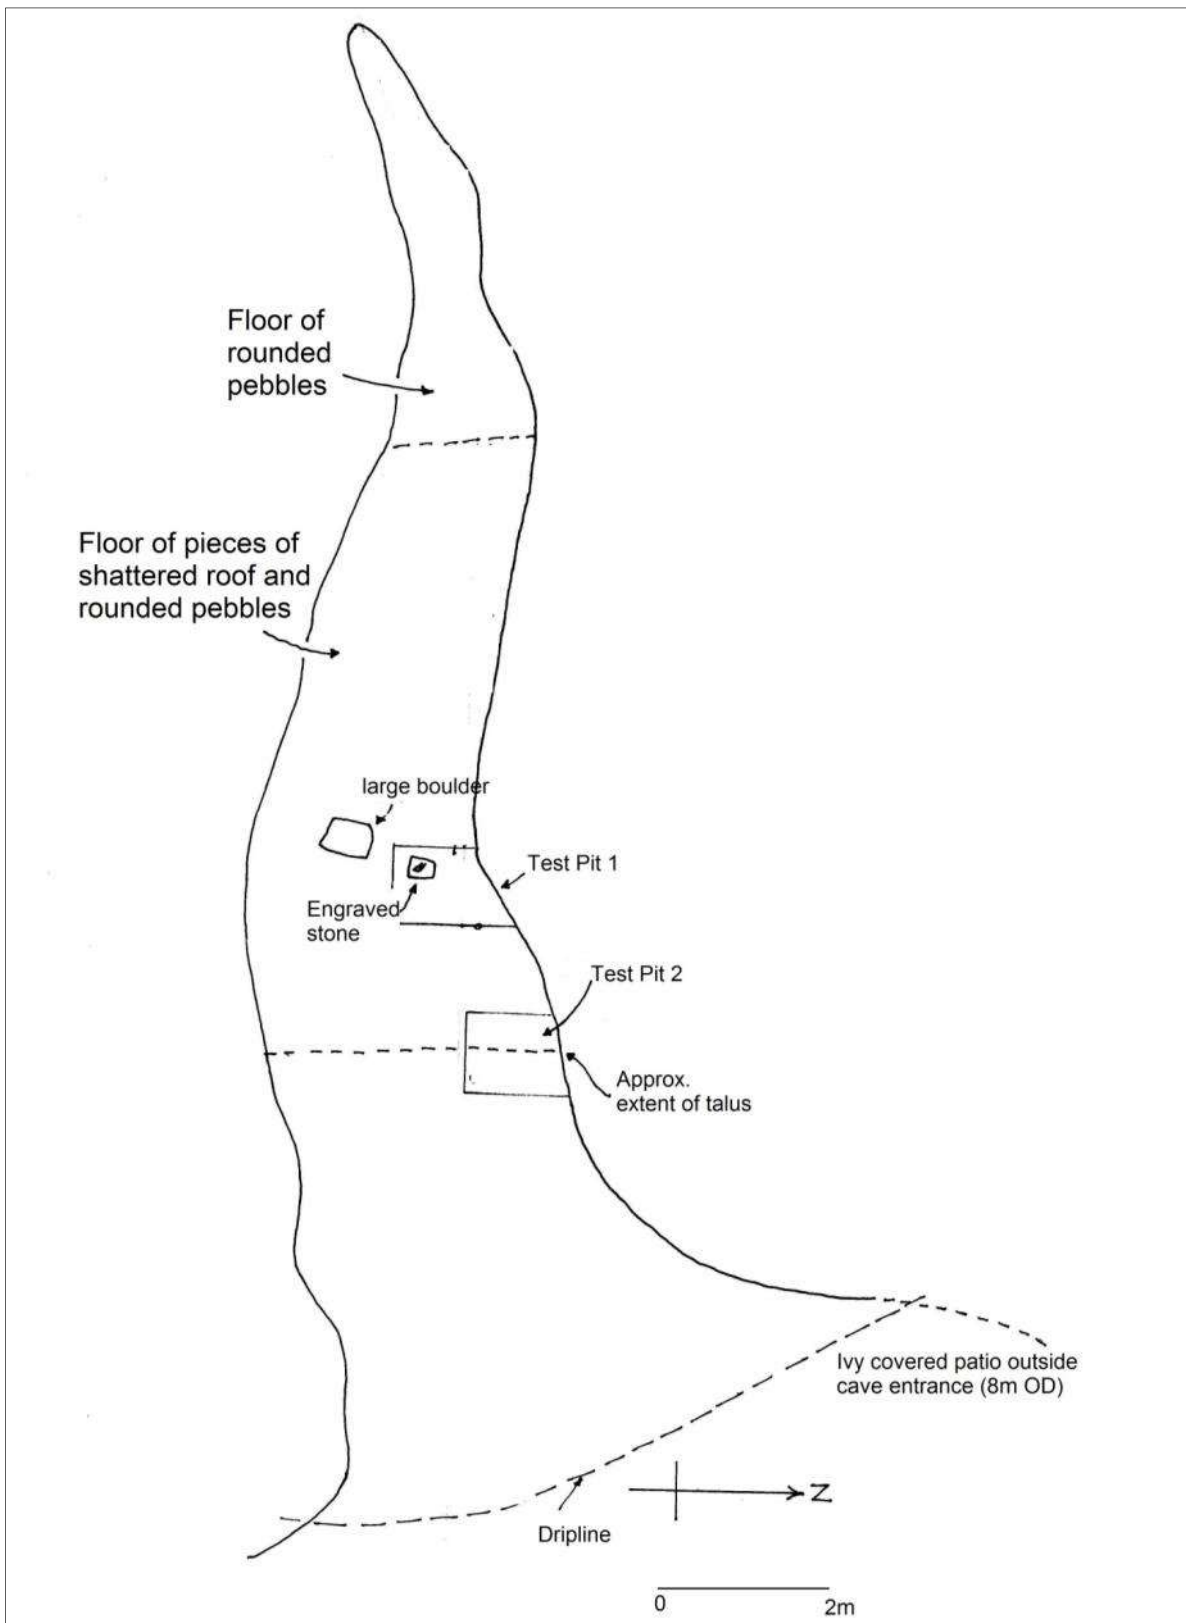 Floor of
rounded
pebbles
Floor of pieces of
shattered roof and
rounded pebbles
large boulder
Test Pit 1
Engraved
stone
Test Pit 2
Approx.
extent of talus
Ivy covered patio outside
cave entrance (8m OD)
Z
Dripline
0 2m